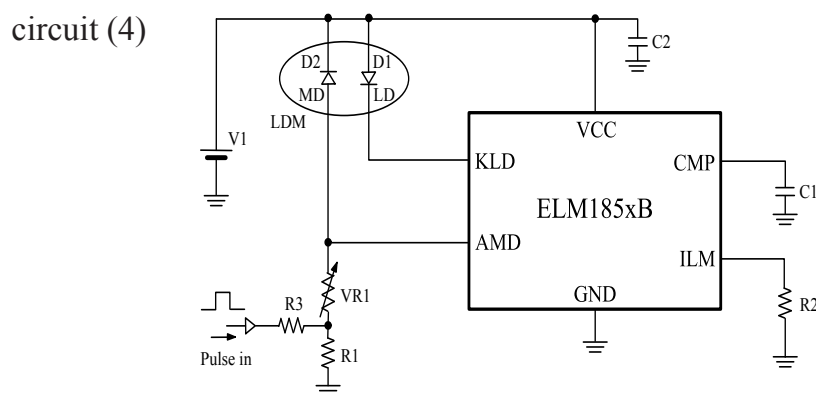 circuit (4)
C2
D2
D1
MD
LD
LDM
V1
VCC
KLD
CMP
C1
ELM185xB
AMD
ILM
VR1
GND
R3
R2
Pulse in
R1